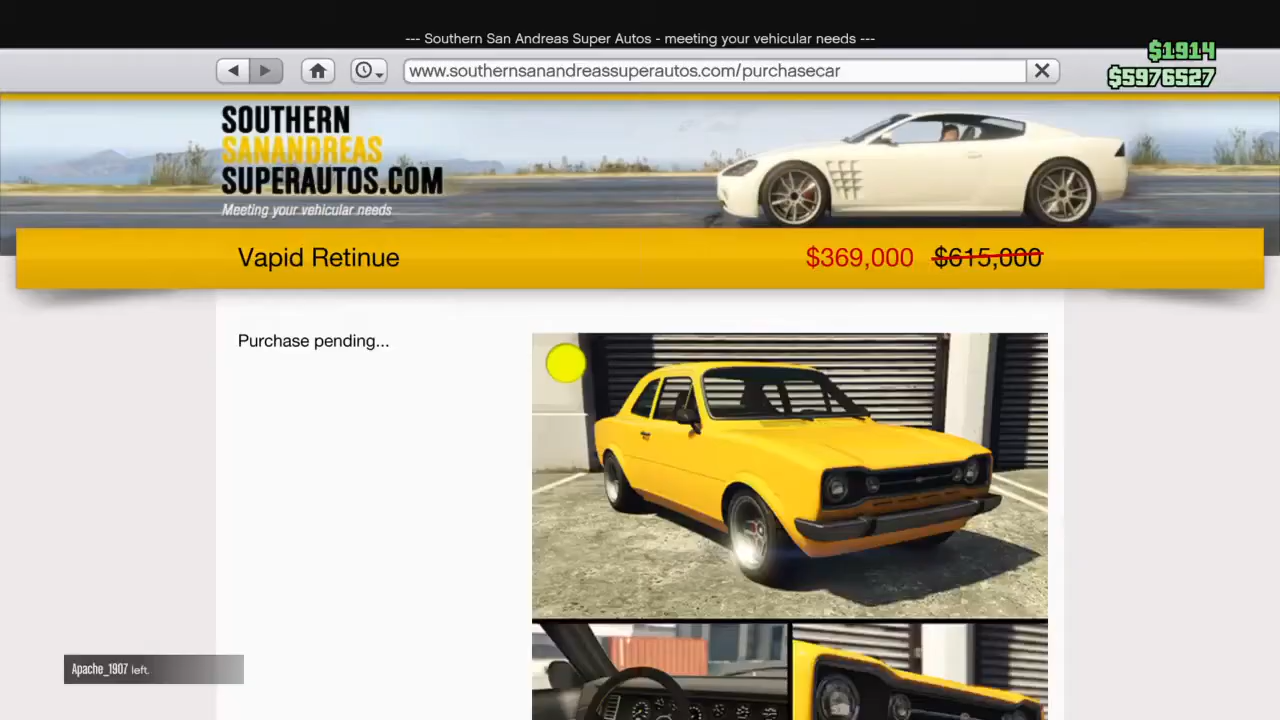 --- Southern San Andreas Super Autos - meeting your vehicular needs ---
$1914
www.southernsanandreassuperautos.com/purchasecar
$5976527
SOUTHERN
SANANDREAS
SUPERAUTOS.COM
Meeting your vehicular needs
Vapid Retinue
$369,000 $615,000
Purchase pending...
Apache_1907 left.